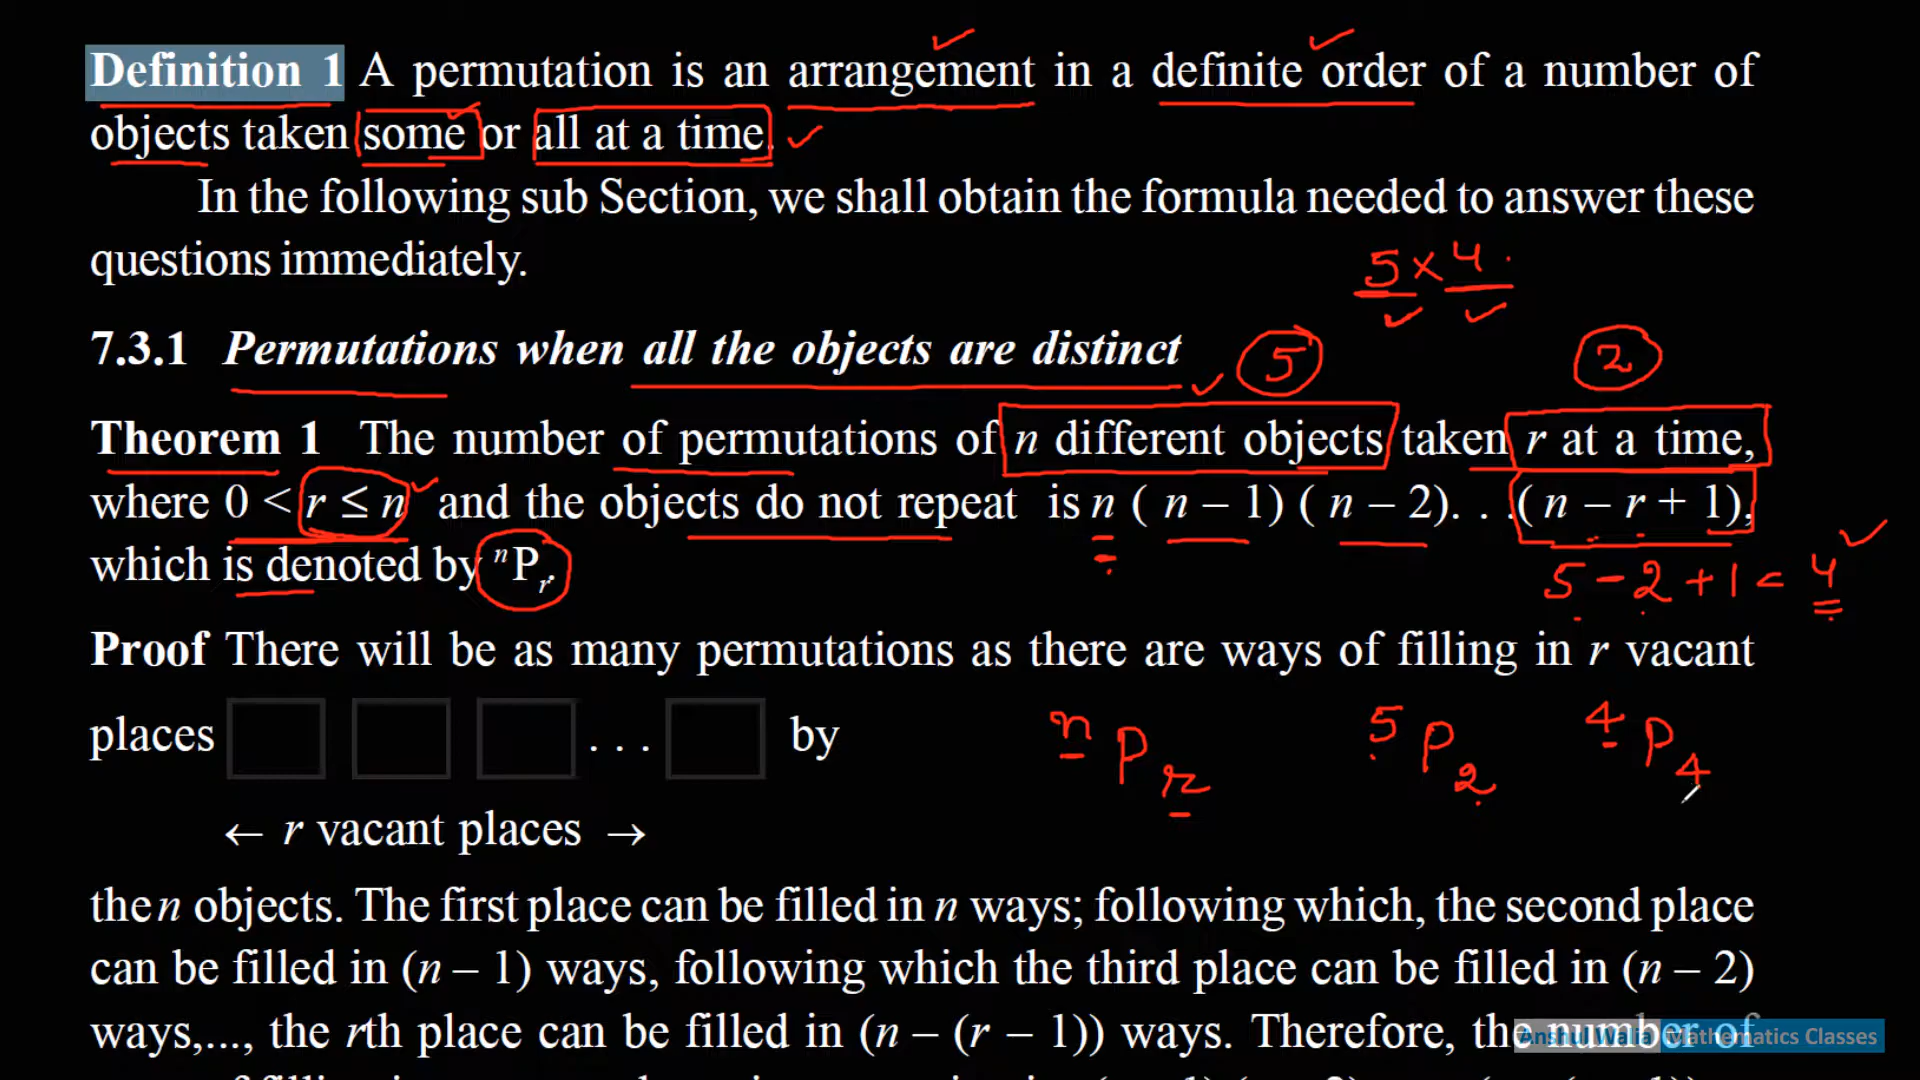 Definition 1 A permutation is an arrangement in a definite order of a number of
objects taken some or all at a time.
In the following sub Section, we shall obtain the formula needed to answer these
questions immediately.
5 × 4
7.3.1 Permutations when all the objects are distinct
5 2
Theorem 1 The number of permutations of n different objects taken r at a time,
where 0 < r ≤ n and the objects do not repeat is n ( n – 1) ( n – 2). . .( n – r + 1),
which is denoted by ⁿPᵣ.
5 - 2 + 1 = 4
Proof There will be as many permutations as there are ways of filling in r vacant
places . . . by
ⁿPᵣ ⁵P₂ ⁴P₄
← r vacant places →
the n objects. The first place can be filled in n ways; following which, the second place
can be filled in (n – 1) ways, following which the third place can be filled in (n – 2)
ways,..., the rth place can be filled in (n – (r – 1)) ways. Therefore, the number of
Anshul Walia Mathematics Classes